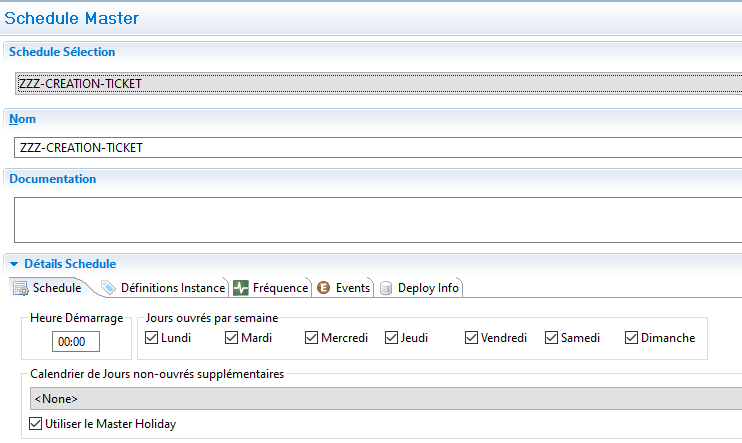 Schedule Master
Schedule Sélection
ZZZ-CREATION-TICKET
Nom
ZZZ-CREATION-TICKET
Documentation
Détails Schedule
Schedule Définitions Instance Fréquence E Events Deploy Info
Heure Démarrage Jours ouvrés par semaine
00:00 Lundi Mardi Mercredi Jeudi Vendredi Samedi Dimanche
Calendrier de Jours non-ouvrés supplémentaires
<None>
Utiliser le Master Holiday